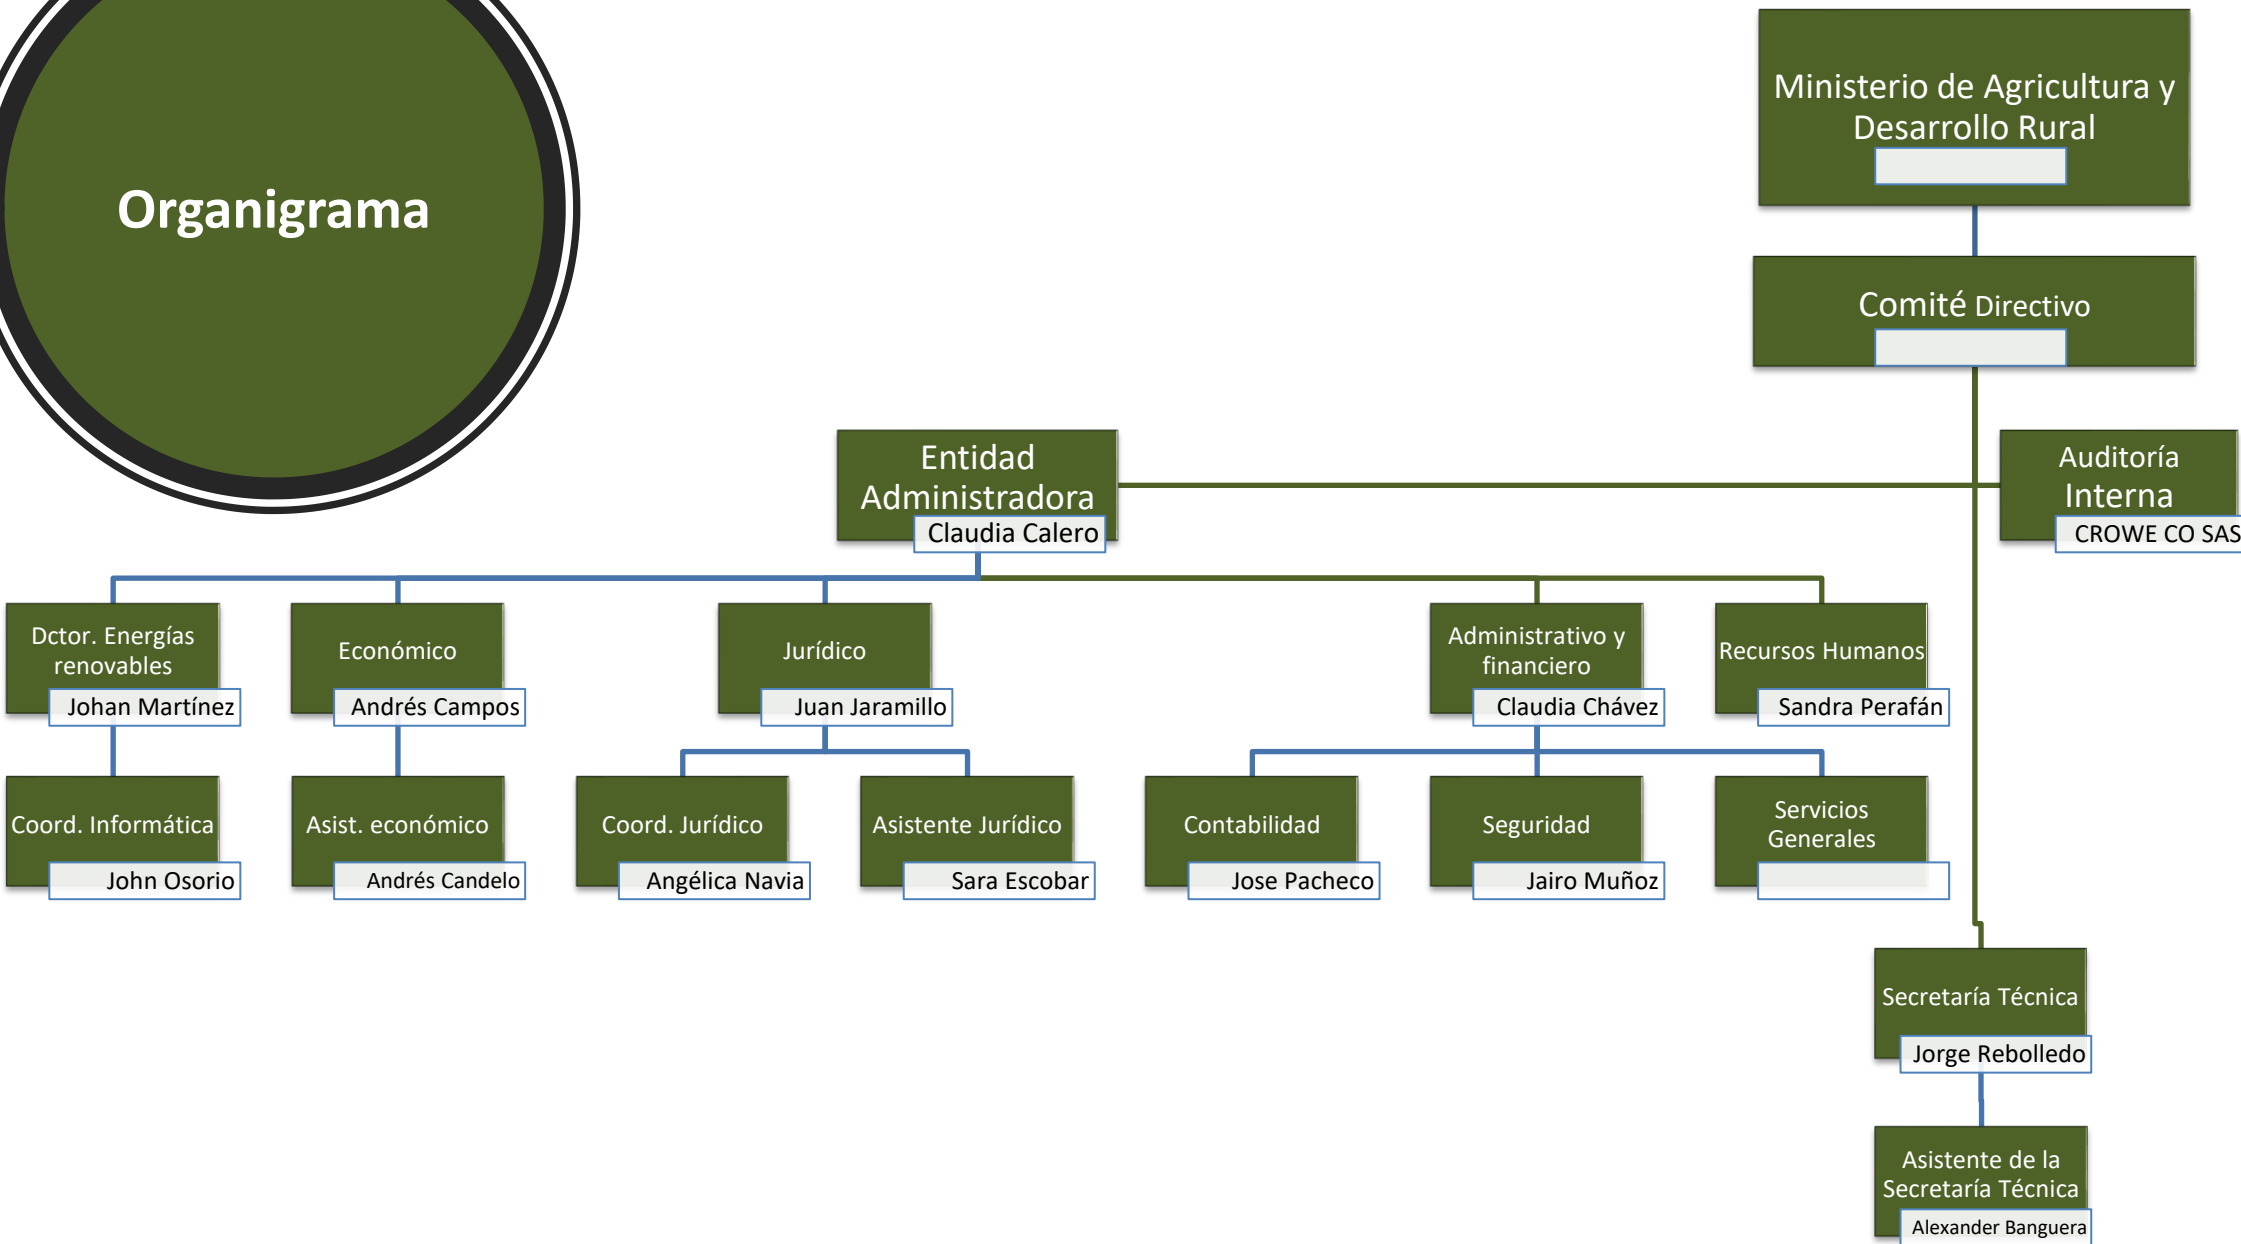 Organigrama
Ministerio de Agricultura y
Desarrollo Rural
Comité Directivo
Entidad
Administradora
Claudia Calero
Auditoría
Interna
CROWE CO SAS
Dctor. Energías
renovables
Johan Martínez
Económico
Andrés Campos
Jurídico
Juan Jaramillo
Administrativo y
financiero
Claudia Chávez
Recursos Humanos
Sandra Perafán
Coord. Informática
John Osorio
Asist. económico
Andrés Candelo
Coord. Jurídico
Angélica Navia
Asistente Jurídico
Sara Escobar
Contabilidad
Jose Pacheco
Seguridad
Jairo Muñoz
Servicios
Generales
Secretaría Técnica
Jorge Rebolledo
Asistente de la
Secretaría Técnica
Alexander Banguera